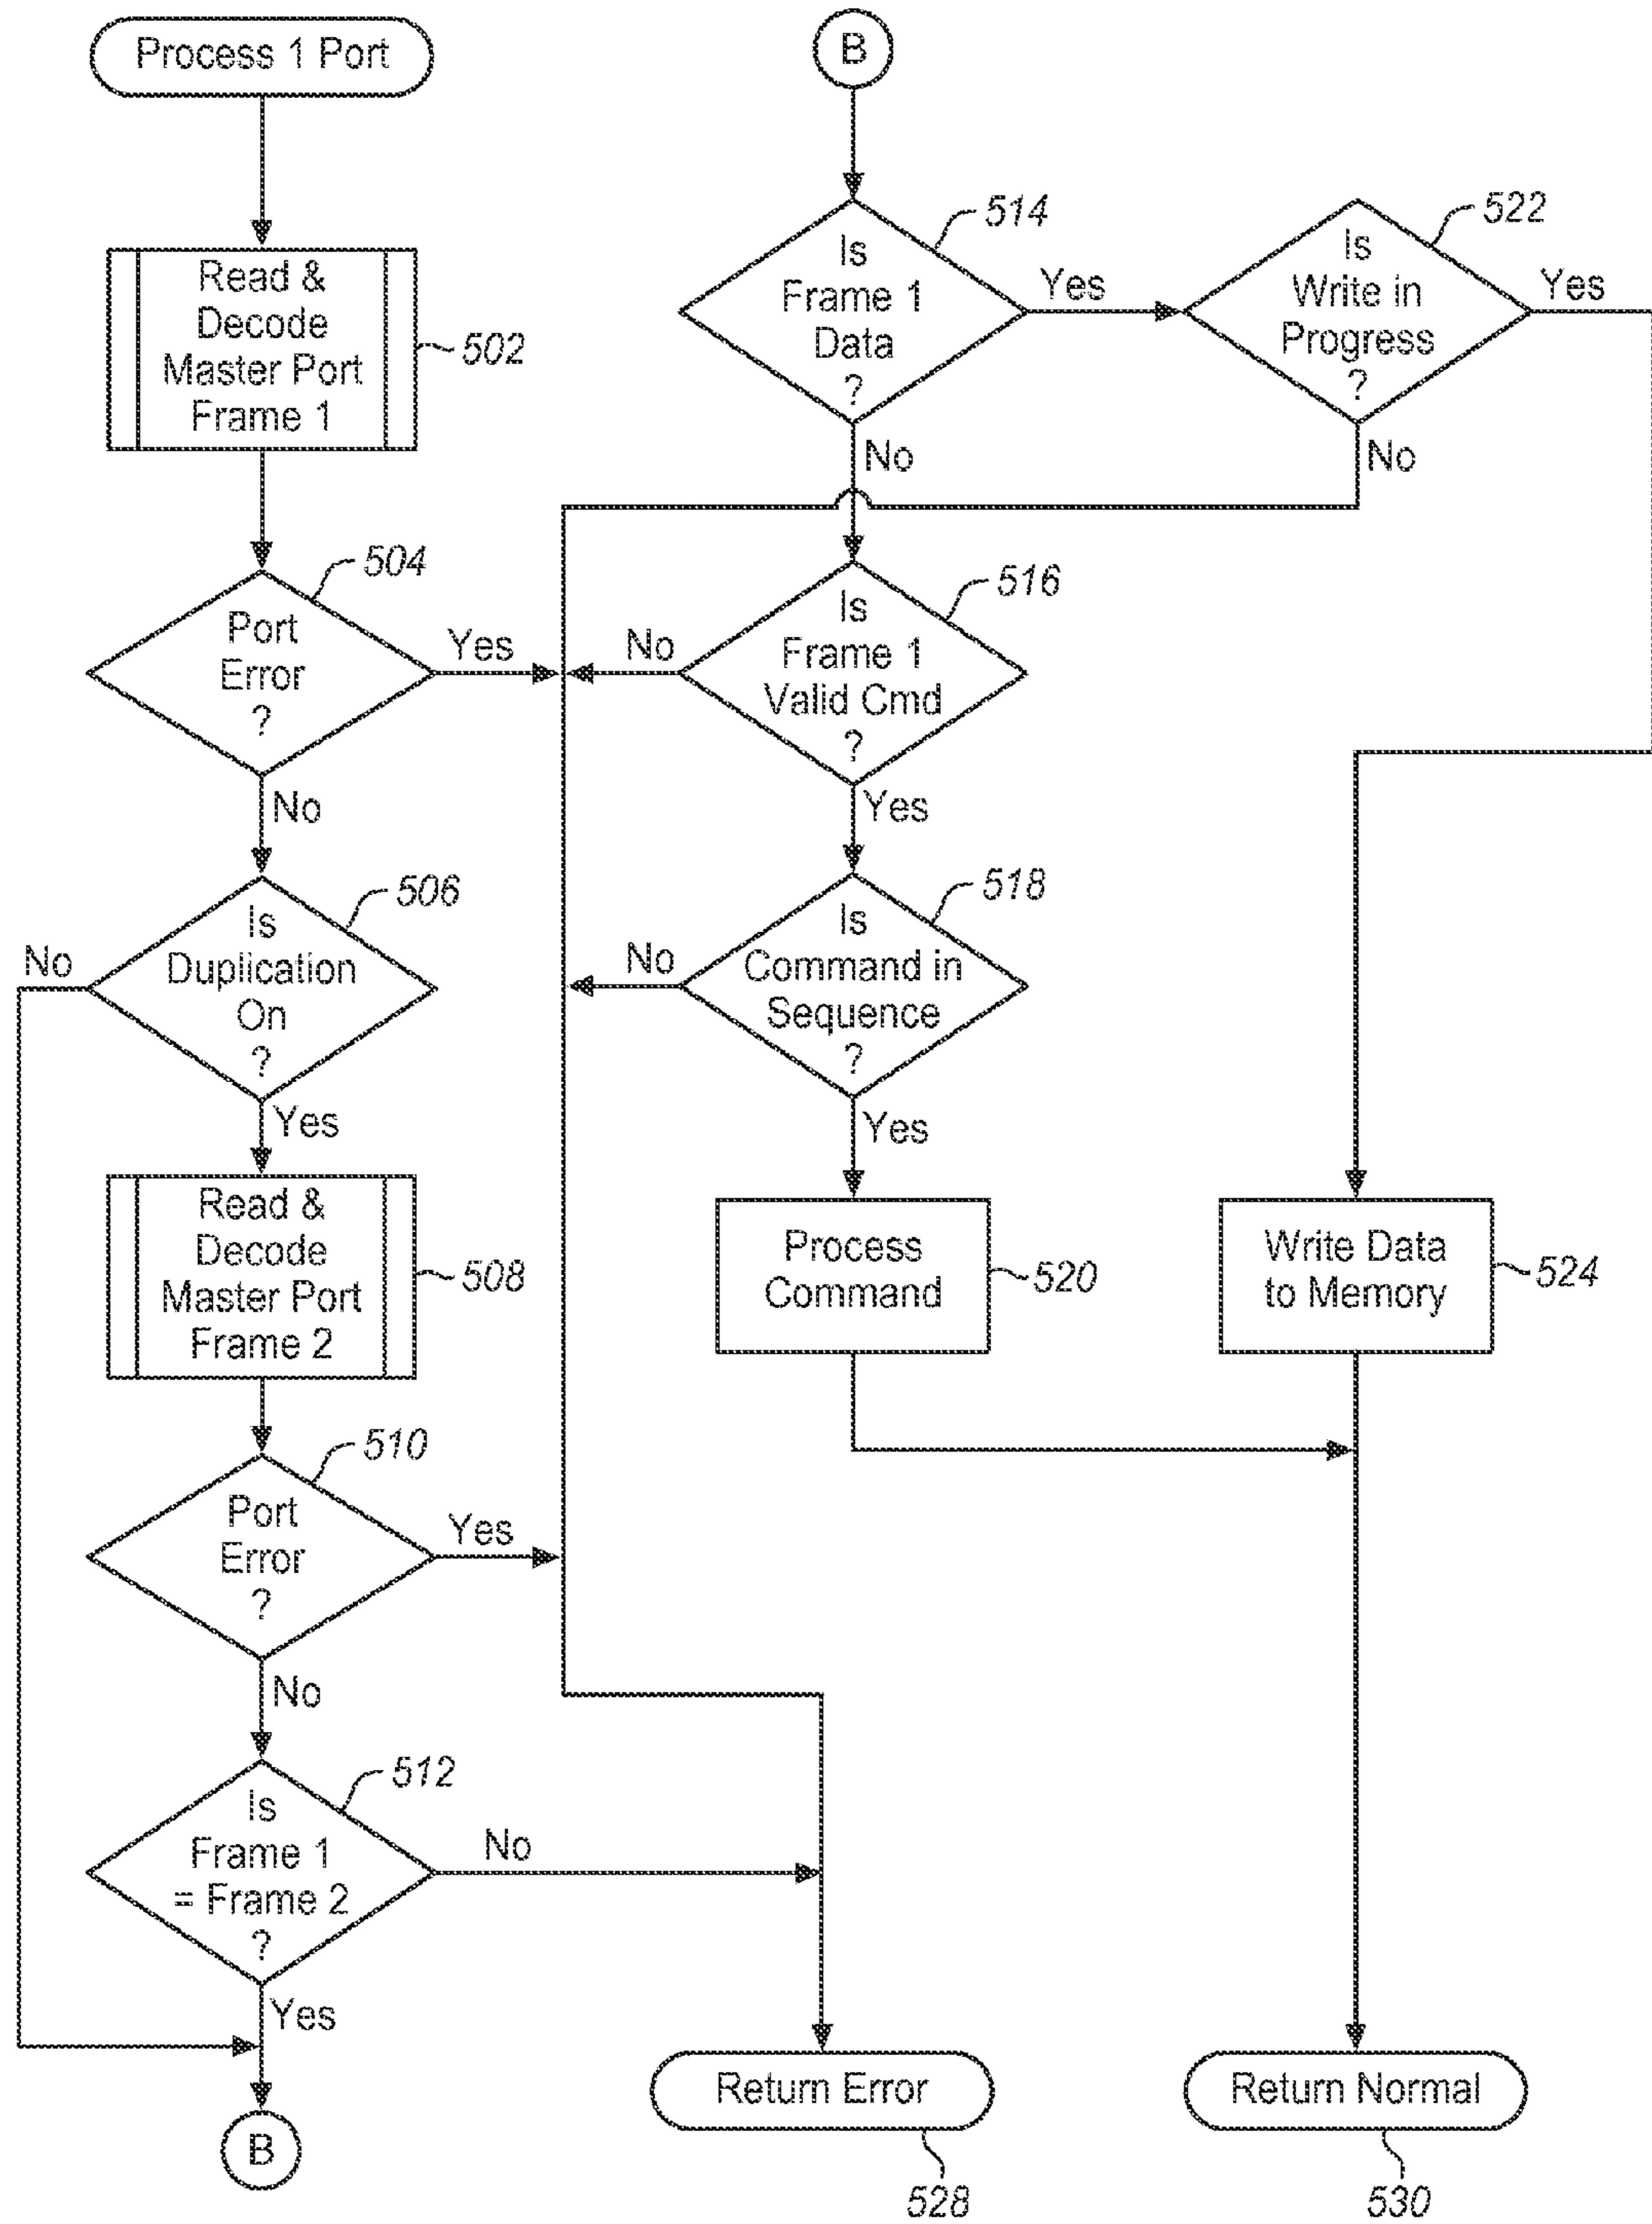 Process 1 Port
Read &
Decode
Master Port
Frame 1
502
504
Port
Error
?
Yes
No
506
Is
Duplication
On
?
No
Yes
Read &
Decode
Master Port
Frame 2
508
510
Port
Error
?
Yes
No
512
Is
Frame 1
= Frame 2
?
No
Yes
B
B
514
Is
Frame 1
Data
?
Yes
No
522
Is
Write in
Progress
?
Yes
No
516
Is
Frame 1
Valid Cmd
?
No
Yes
518
Is
Command in
Sequence
?
No
Yes
Process
Command
520
Write Data
to Memory
524
Return Error
528
Return Normal
530